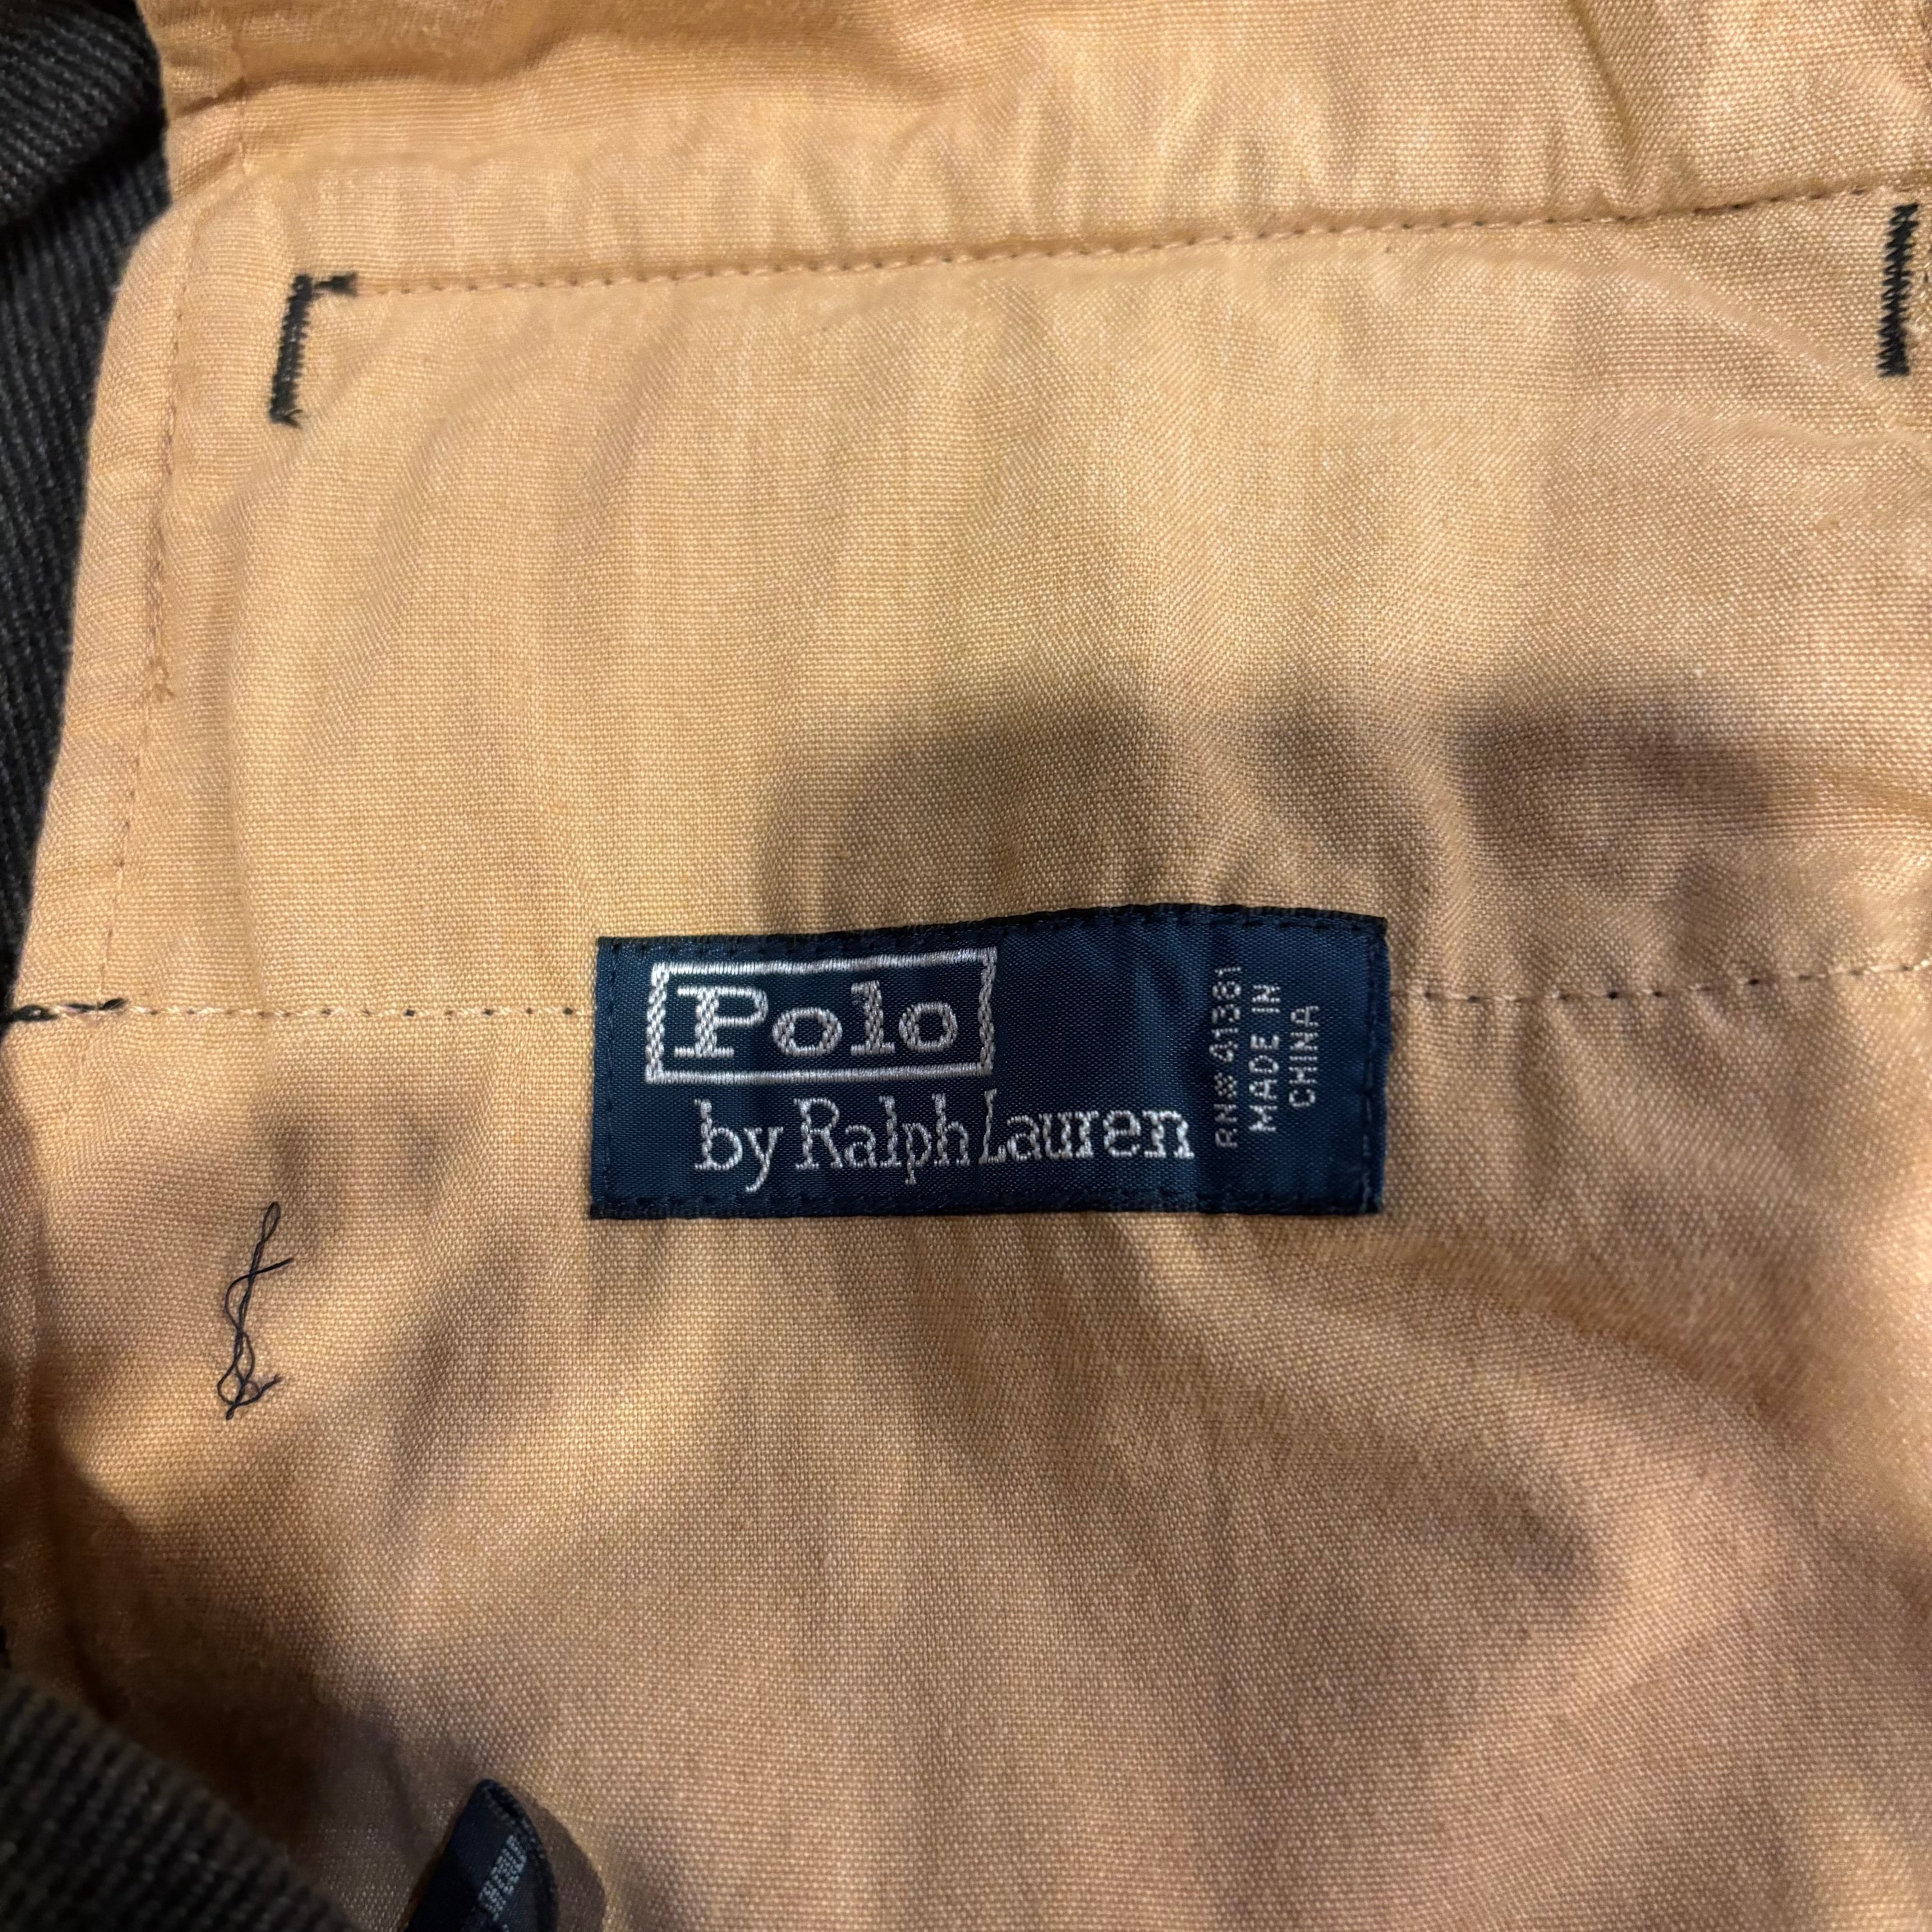 Polo
by Ralph Lauren
RN# 41381
MADE IN
CHINA